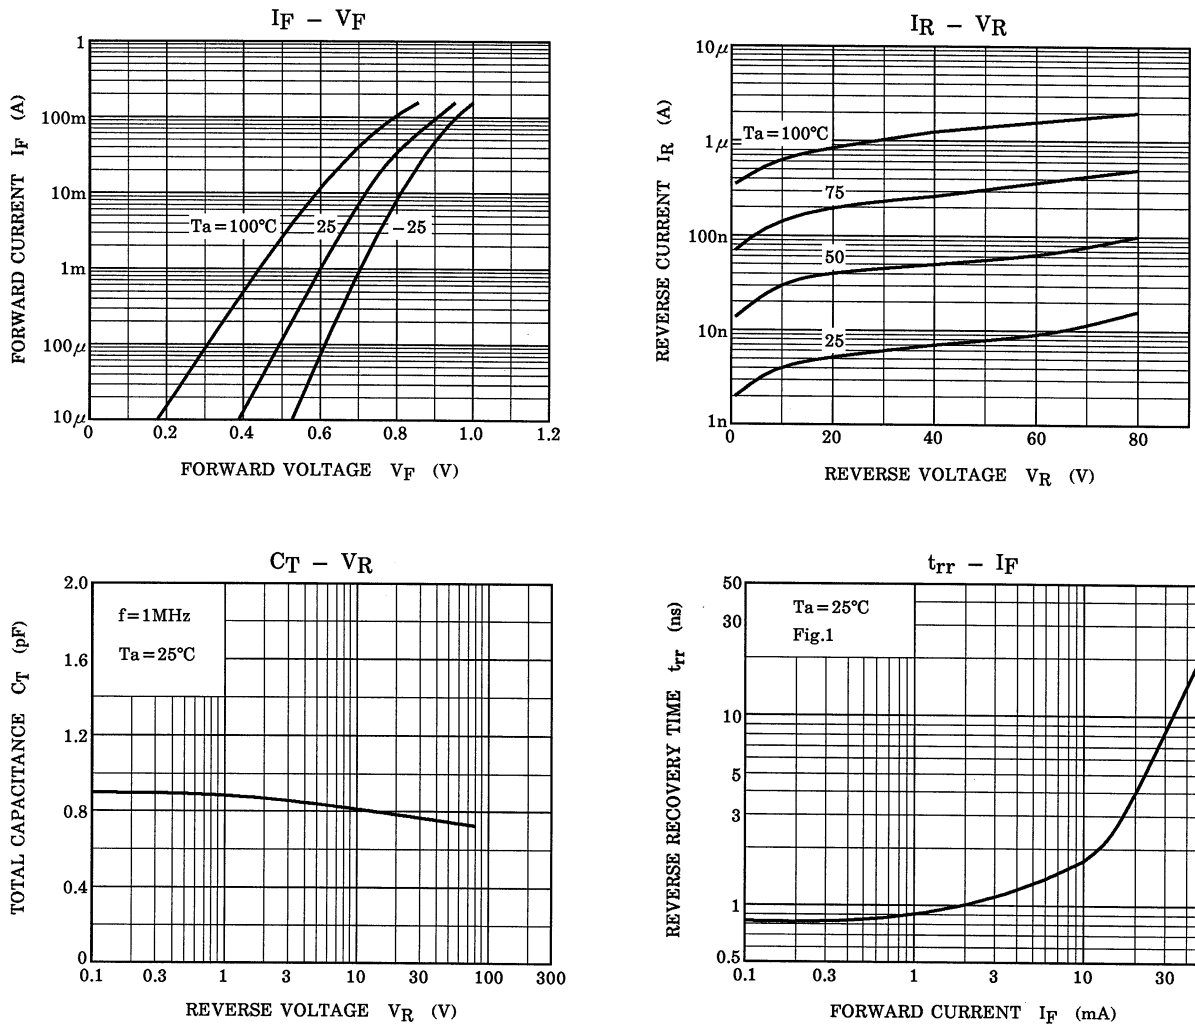 IF – VF
FORWARD CURRENT IF (A)
1
100m
10m
1m
100μ
10μ
Ta=100°C
25
−25
0
0.2
0.4
0.6
0.8
1.0
1.2
FORWARD VOLTAGE VF (V)
IR – VR
REVERSE CURRENT IR (A)
10μ
1μ
100n
10n
1n
Ta=100°C
75
50
25
0
20
40
60
80
REVERSE VOLTAGE VR (V)
CT – VR
TOTAL CAPACITANCE CT (pF)
2.0
1.6
1.2
0.8
0.4
0
f=1MHz
Ta=25°C
0.1
0.3
1
3
10
30
100
300
REVERSE VOLTAGE VR (V)
trr – IF
REVERSE RECOVERY TIME trr (ns)
50
30
10
5
3
1
0.5
Ta=25°C
Fig.1
0.1
0.3
1
3
10
30
FORWARD CURRENT IF (mA)